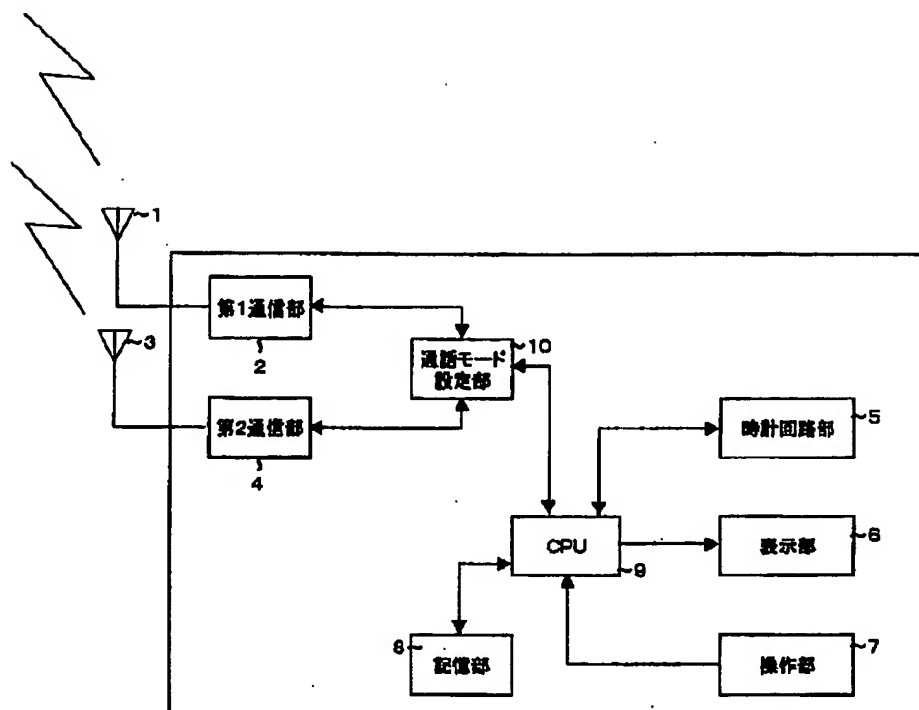 1
第1通信部
2
3
10
通話モード
設定部
第2通信部
4
時計回路部
5
CPU
9
表示部
6
8
記憶部
操作部
7